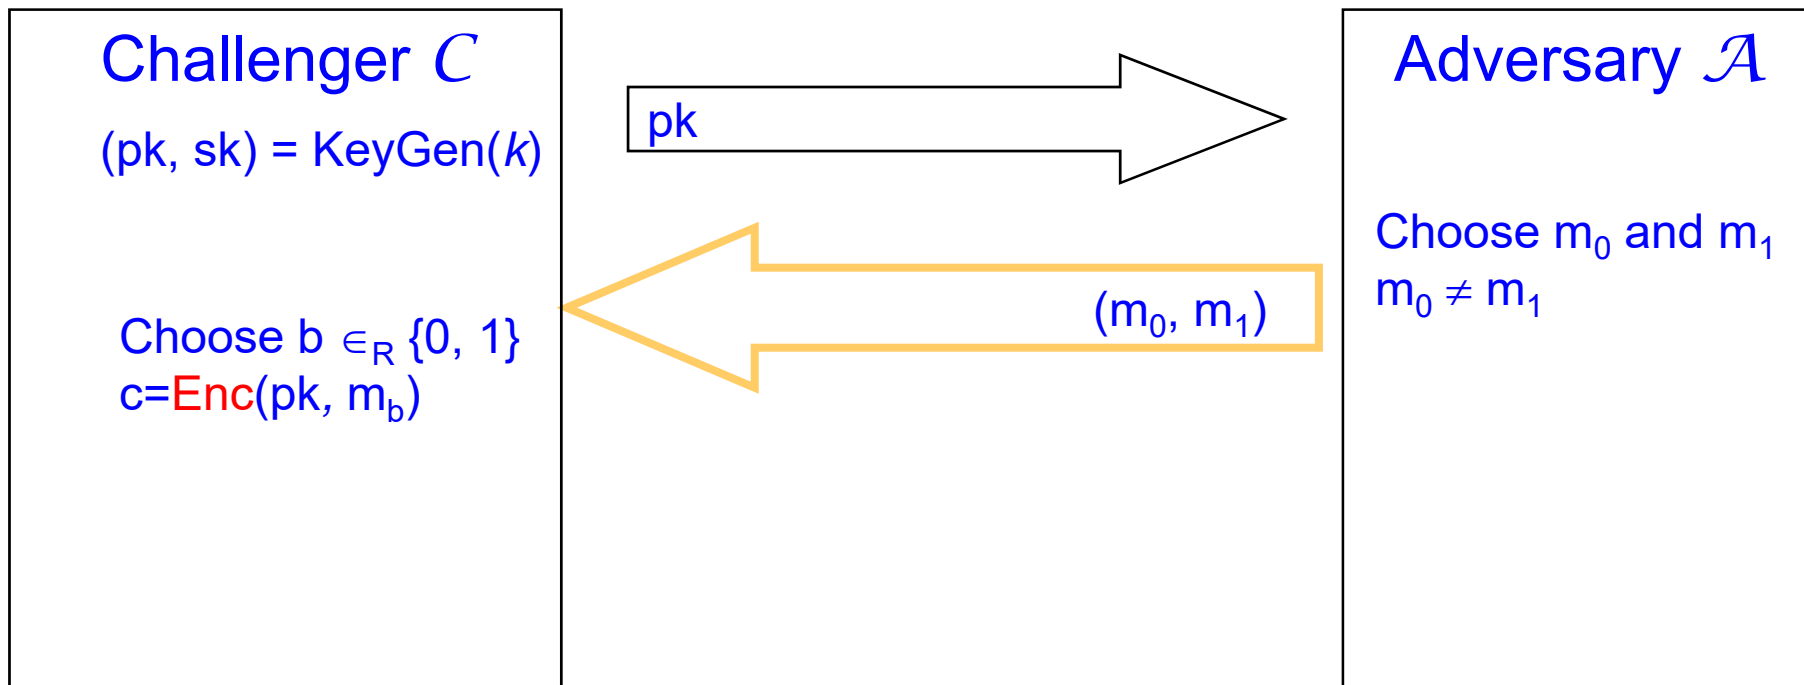 Challenger 𝐶
(pk, sk) = KeyGen(k)
Choose b ∈R {0, 1}
c=Enc(pk, mb)
pk
(m0, m1)
Adversary 𝒜
Choose m0 and m1
m0 ≠ m1